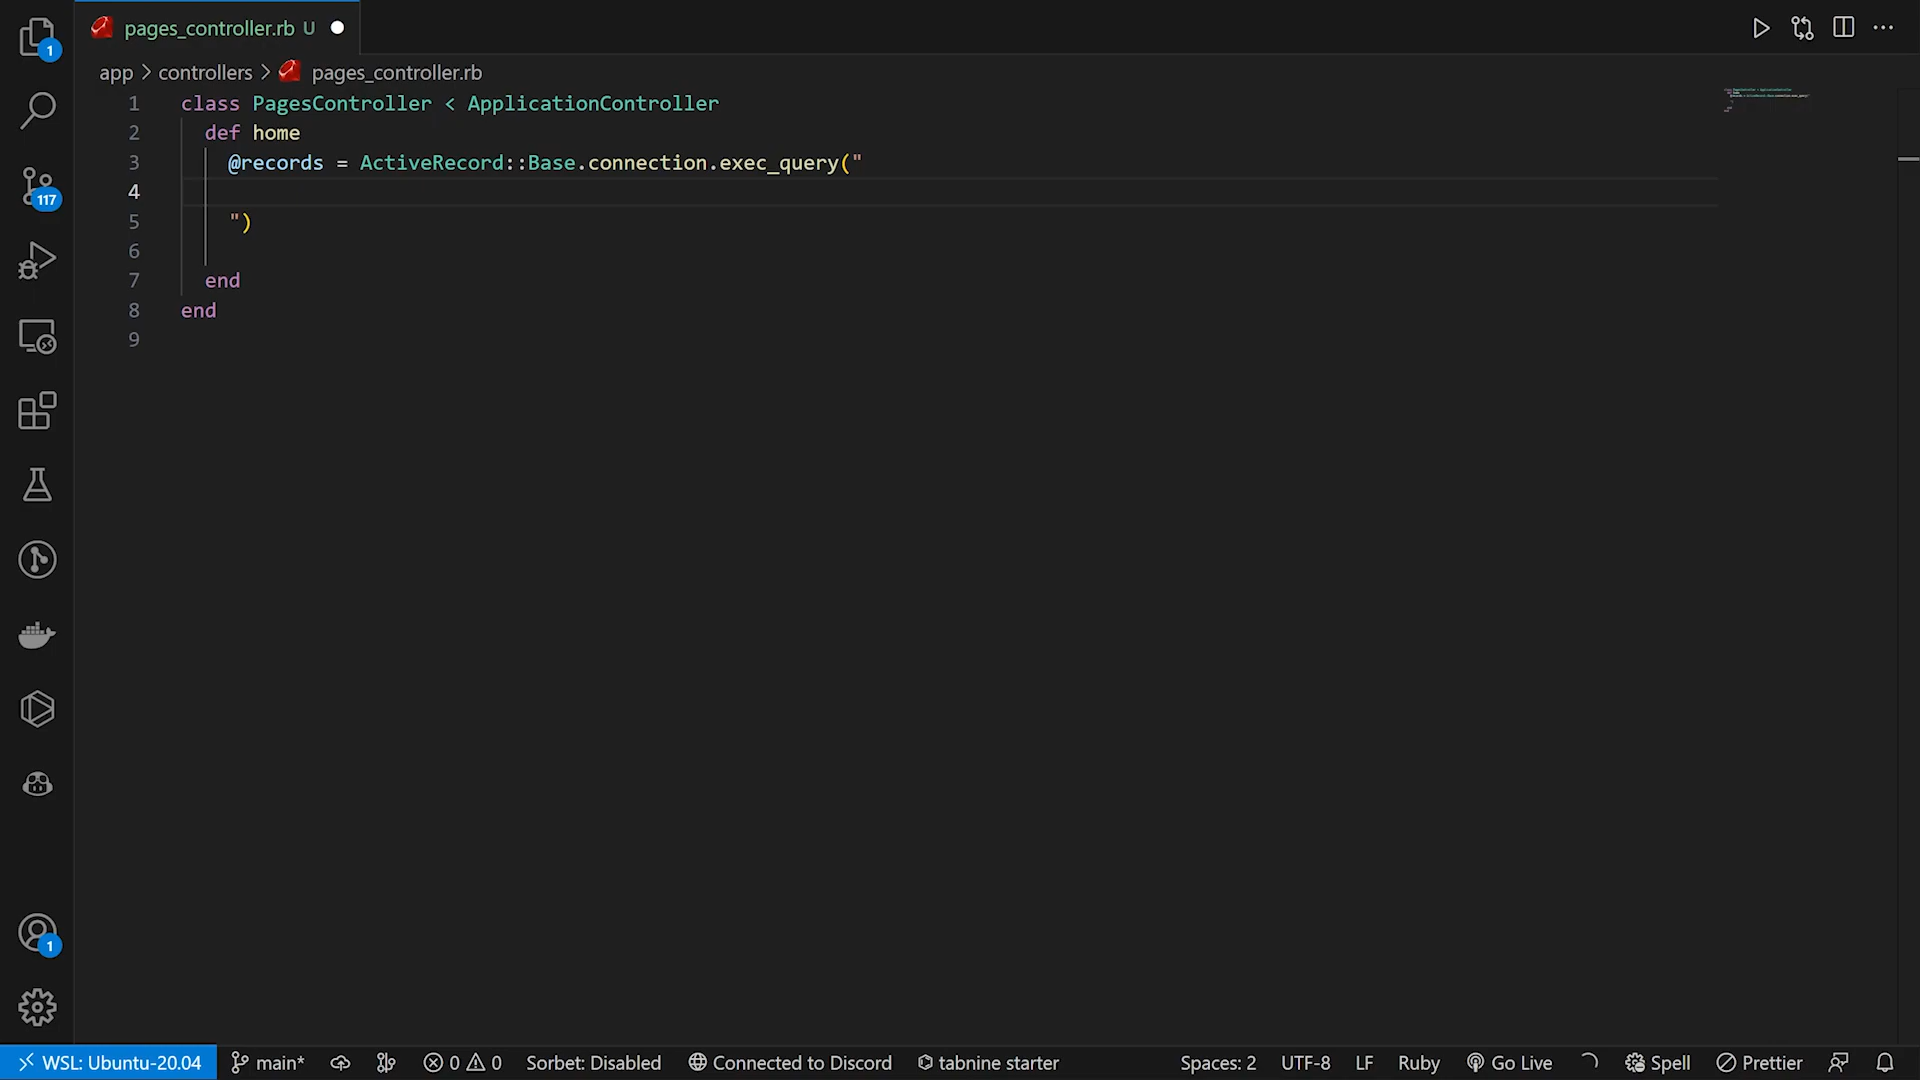 pages_controller.rb U
app > controllers > pages_controller.rb
1 class PagesController < ApplicationController
2 def home
3 @records = ActiveRecord::Base.connection.exec_query("
4
5 ")
6
7 end
8 end
9
1
117
1
WSL: Ubuntu-20.04 main* 0 0 Sorbet: Disabled Connected to Discord tabnine starter Spaces: 2 UTF-8 LF Ruby Go Live Spell Prettier